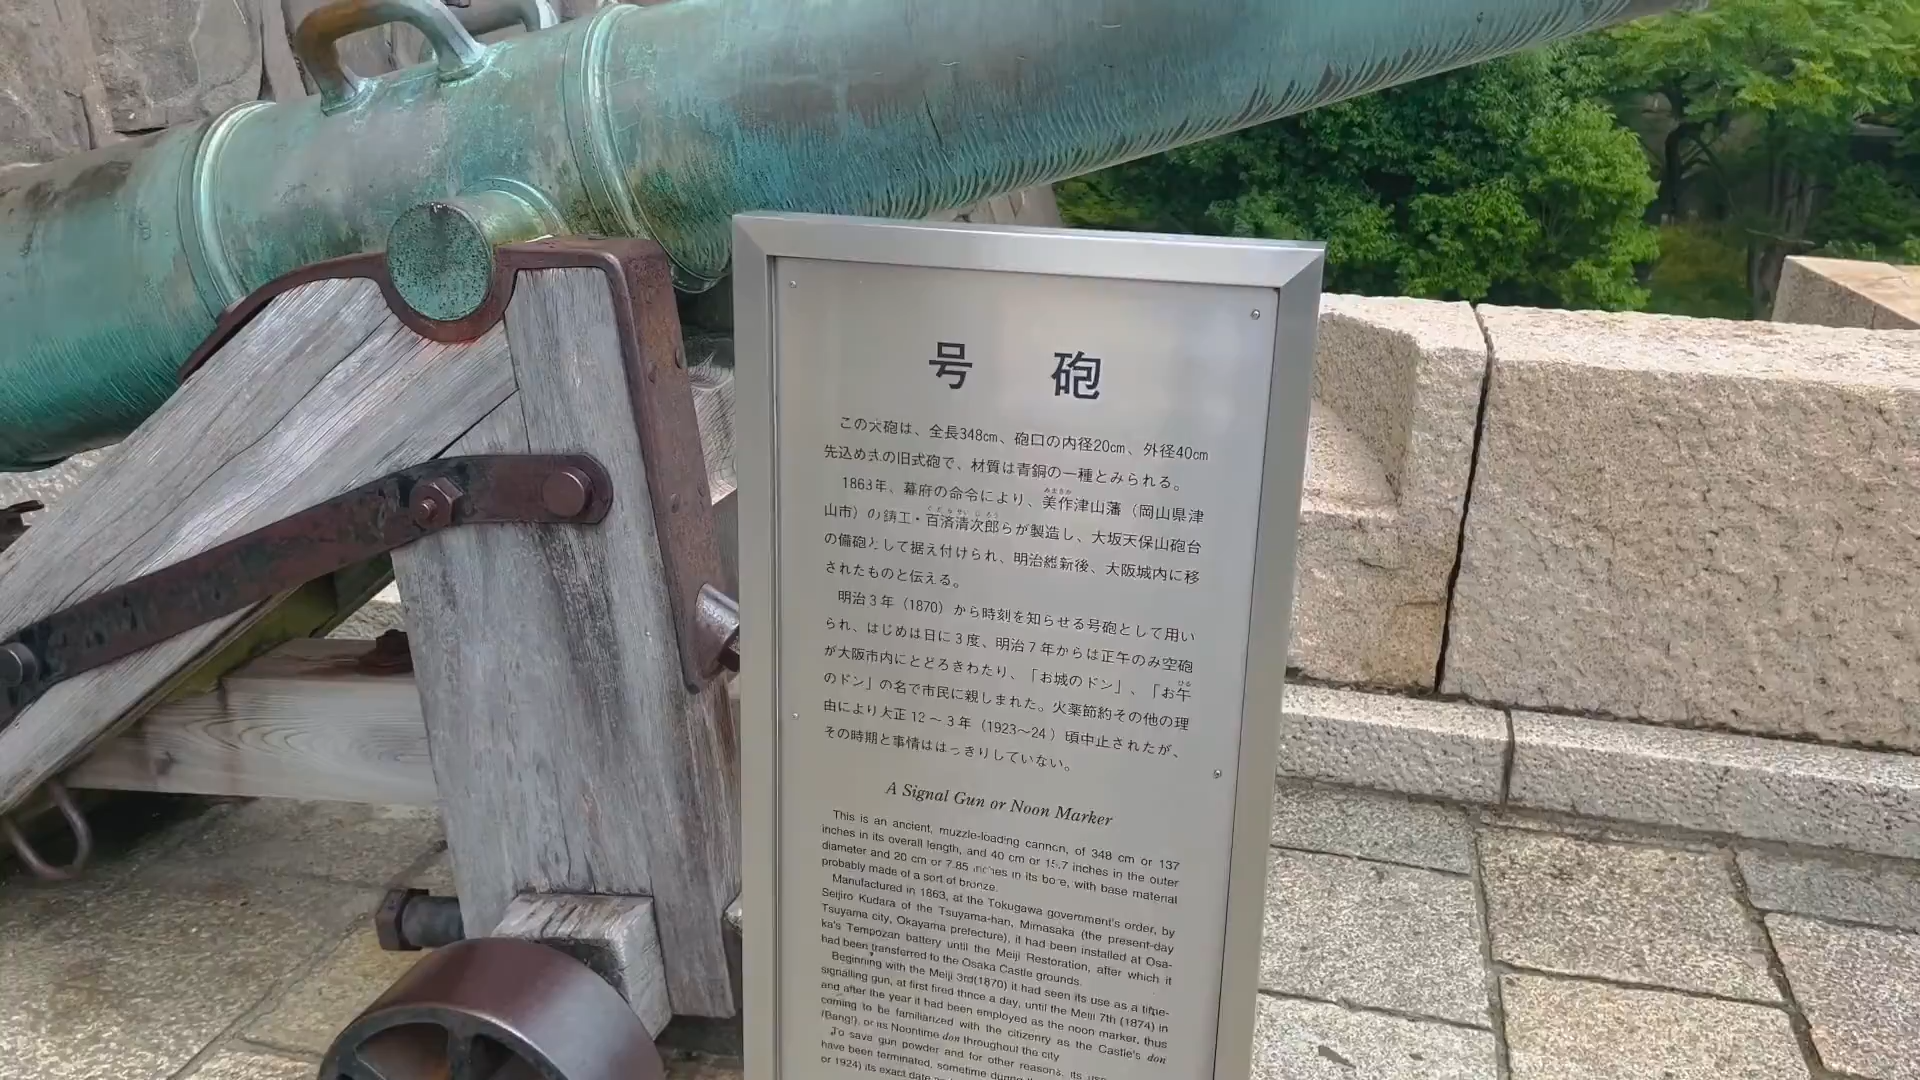 号 砲
この大砲は、全長348cm、砲口の内径20cm、外径40cm
先込め式の旧式砲で、材質は青銅の一種とみられる。
1863年、幕府の命令により、美作津山藩（岡山県津
山市）の鋳工・百済清次郎らが製造し、大坂天保山砲台
の備砲として据え付けられ、明治維新後、大阪城内に移
されたものと伝える。
明治3年（1870）から時刻を知らせる号砲として用い
られ、はじめは日に3度、明治7年からは正午のみ空砲
が大阪市内にとどろきわたり、「お城のドン」、「お午
のドン」の名で市民に親しまれた。火薬節約その他の理
由により大正12～3年（1923～24）頃中止されたが、
その時期と事情ははっきりしていない。
A Signal Gun or Noon Marker
This is an ancient, muzzle-loading cannon, of 348 cm or 137
inches in its overall length, and 40 cm or 15.7 inches in the outer
diameter and 20 cm or 7.85 inches in its bore, with base material
probably made of a sort of bronze.
Manufactured in 1863, at the Tokugawa government's order, by
Seijiro Kudara of the Tsuyama-han, Mimasaka (the present-day
Tsuyama city, Okayama prefecture), it had been installed at Osa-
ka's Tempozan battery until the Meiji Restoration, after which it
had been transferred to the Osaka Castle grounds.
Beginning with the Meiji 3rd(1870) it had seen its use as a time-
signalling gun, at first fired thrice a day, until the Meiji 7th (1874) in
and after the year it had been employed as the noon marker, thus
coming to be familiarized with the citizenry as the Castle's don
(Bang!), or its Noontime don throughout the city
To save gun powder and for other reasons, its use
have been terminated, sometime during
or 1924) its exact date